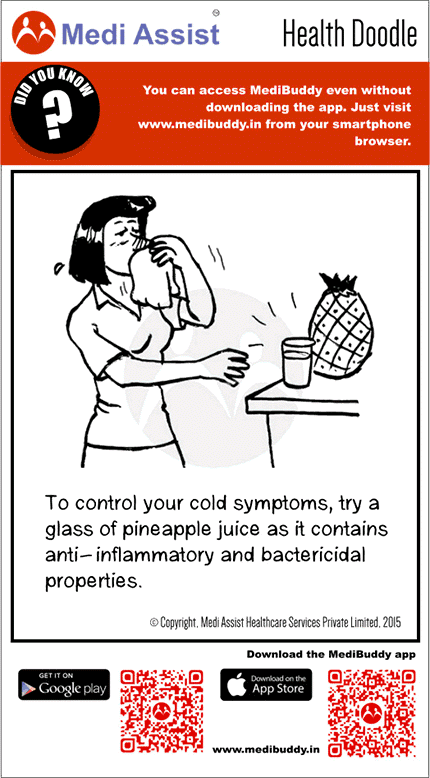 Medi Assist
TM
Health Doodle
DID YOU KNOW
?
You can access MediBuddy even without
downloading the app. Just visit
www.medibuddy.in from your smartphone
browser.
To control your cold symptoms, try a
glass of pineapple juice as it contains
anti-inflammatory and bactericidal
properties.
© Copyright, Medi Assist Healthcare Services Private Limited, 2015
Download the MediBuddy app
GET IT ON
Google play
Download on the
App Store
www.medibuddy.in